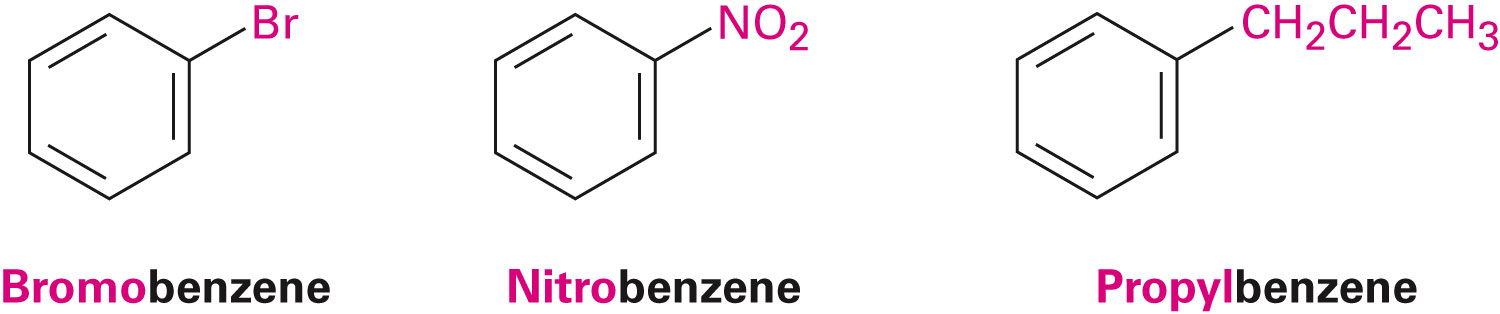 Br
NO₂
CH₂CH₂CH₃
Bromobenzene
Nitrobenzene
Propylbenzene